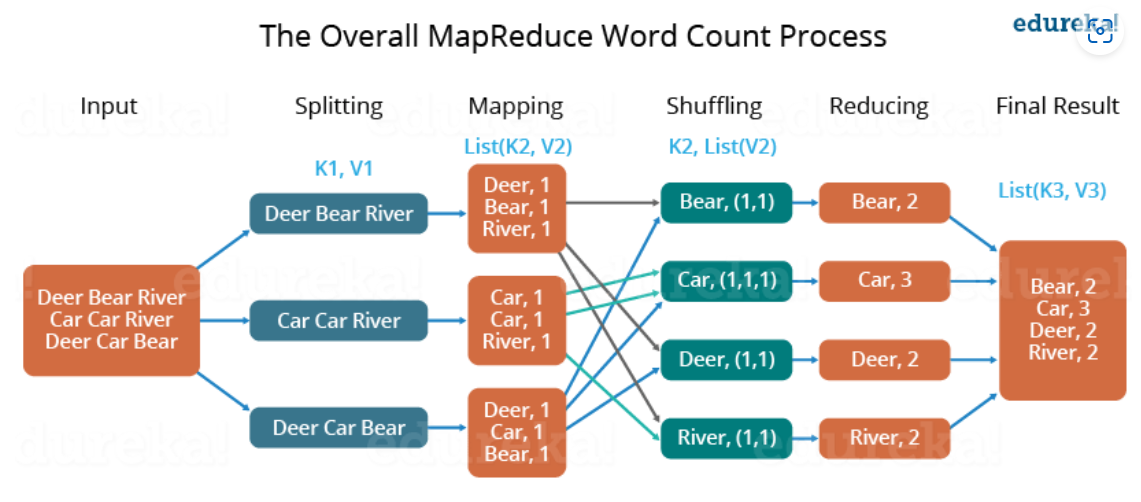 The Overall MapReduce Word Count Process
edureka!
Input
Splitting
Mapping
Shuffling
Reducing
Final Result
K1, V1
List(K2, V2)
K2, List(V2)
List(K3, V3)
Deer Bear River
Car Car River
Deer Car Bear
Deer Bear River
Car Car River
Deer Car Bear
Deer, 1
Bear, 1
River, 1
Car, 1
Car, 1
River, 1
Deer, 1
Car, 1
Bear, 1
Bear, (1,1)
Car, (1,1,1)
Deer, (1,1)
River, (1,1)
Bear, 2
Car, 3
Deer, 2
River, 2
Bear, 2
Car, 3
Deer, 2
River, 2